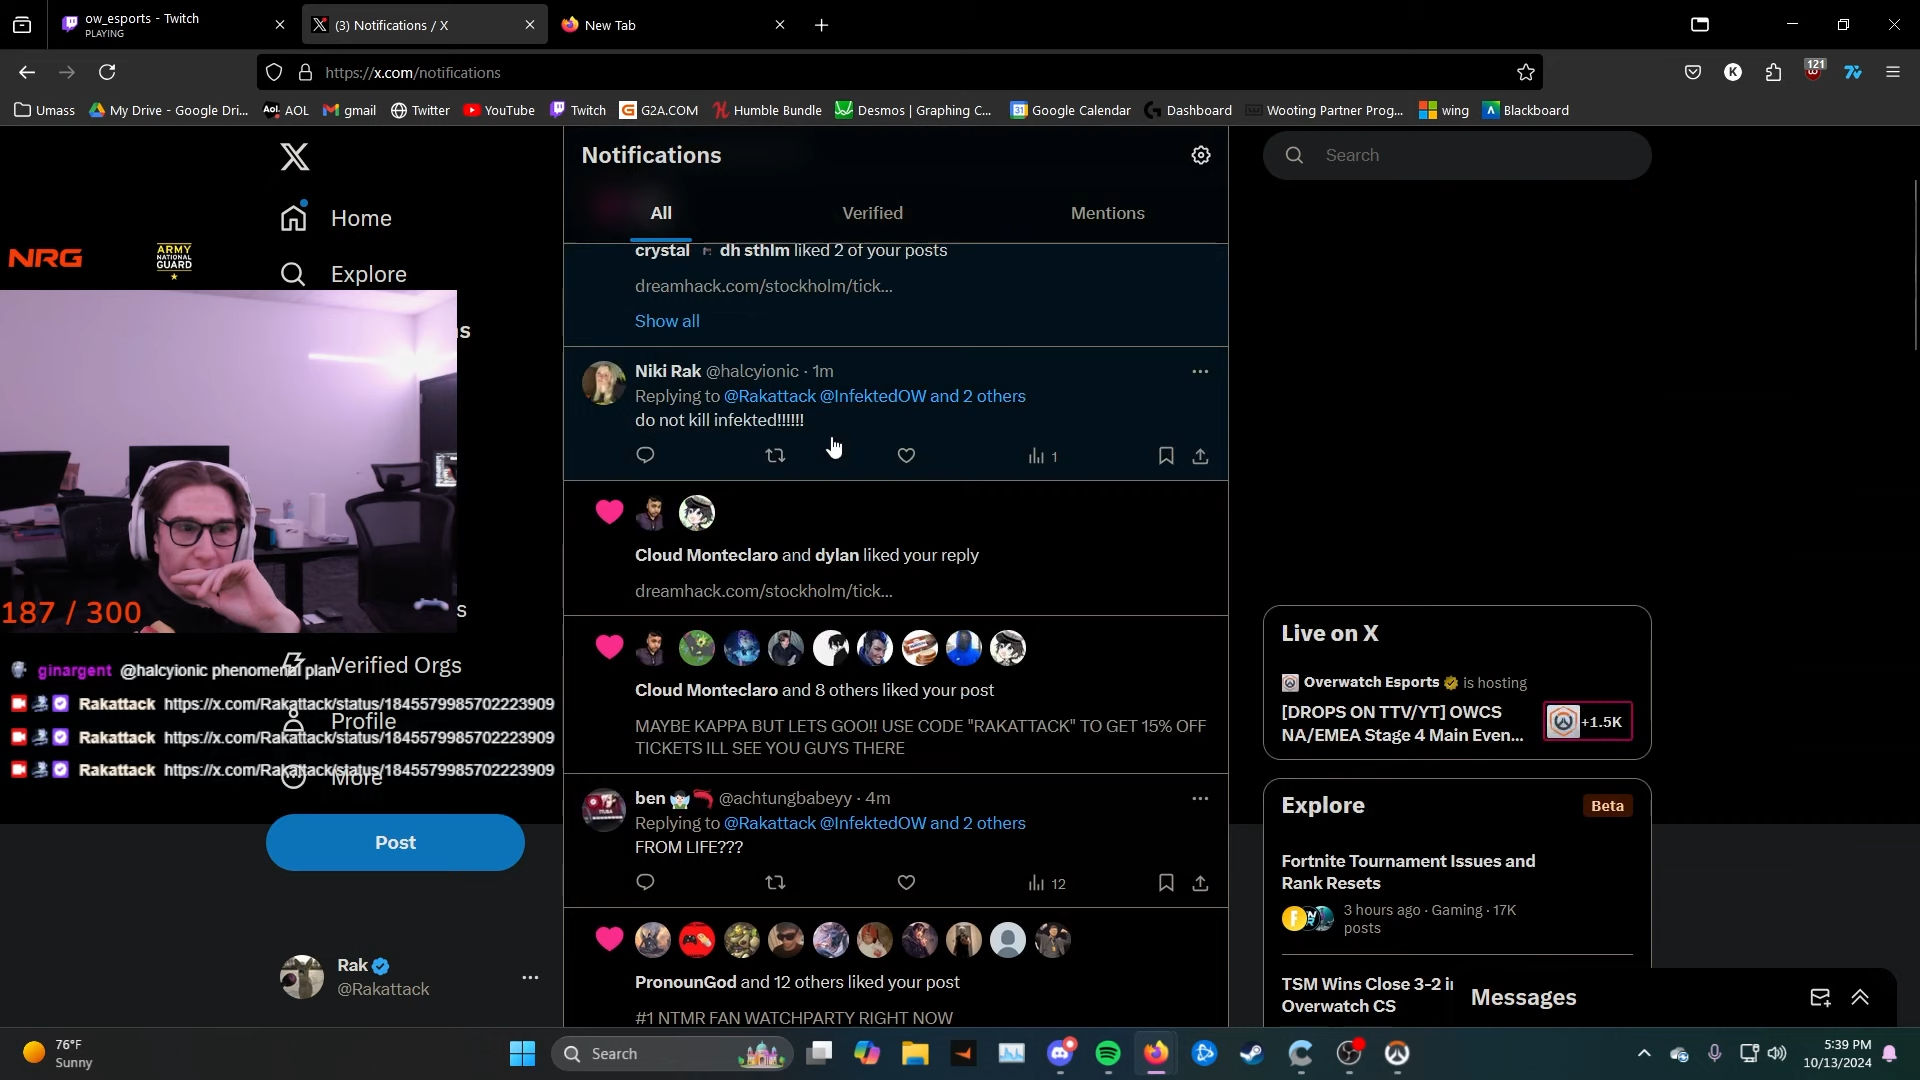 ow_esports - Twitch
PLAYING
(3) Notifications / X
New Tab
https://x.com/notifications
121
K
Umass
My Drive - Google Dri...
Aol.
AOL
gmail
Twitter
YouTube
Twitch
G2A.COM
Humble Bundle
Desmos | Graphing C...
31
Google Calendar
Dashboard
Wooting Partner Prog...
wing
Blackboard
Home
Explore
NRG
ARMY
NATIONAL
GUARD
s
s
187 / 300
ginargent @halcyionic phenomenal plan
Rakattack https://x.com/Rakattack/status/1845579985702223909
Rakattack https://x.com/Rakattack/status/1845579985702223909
Rakattack https://x.com/Rakattack/status/1845579985702223909
Verified Orgs
Profile
More
Post
Rak
@Rakattack
Notifications
All
Verified
Mentions
crystal dh sthlm liked 2 of your posts
dreamhack.com/stockholm/tick...
Show all
Niki Rak @halcyionic · 1m
Replying to @Rakattack @InfektedOW and 2 others
do not kill infekted!!!!!!
1
Cloud Monteclaro and dylan liked your reply
dreamhack.com/stockholm/tick...
Cloud Monteclaro and 8 others liked your post
MAYBE KAPPA BUT LETS GOO!! USE CODE "RAKATTACK" TO GET 15% OFF
TICKETS ILL SEE YOU GUYS THERE
ben @achtungbabeyy · 4m
Replying to @Rakattack @InfektedOW and 2 others
FROM LIFE???
12
PronounGod and 12 others liked your post
#1 NTMR FAN WATCHPARTY RIGHT NOW
Search
Live on X
Overwatch Esports is hosting
[DROPS ON TTV/YT] OWCS
NA/EMEA Stage 4 Main Even...
+1.5K
Explore
Beta
Fortnite Tournament Issues and
Rank Resets
3 hours ago · Gaming · 17K
posts
TSM Wins Close 3-2 i
Overwatch CS
Messages
76°F
Sunny
Search
5:39 PM
10/13/2024